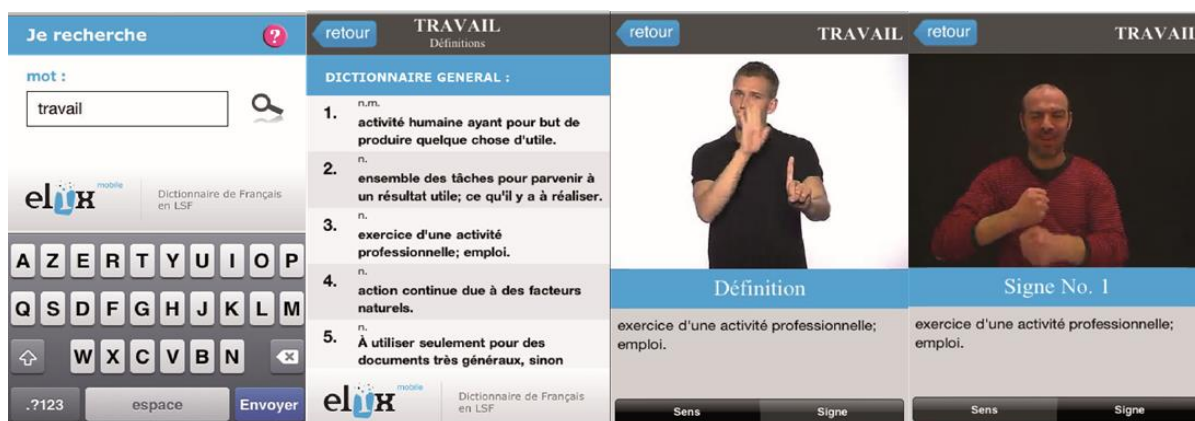 Je recherche
?
mot :
travail
elix mobile
Dictionnaire de Français
en LSF
A Z E R T Y U I O P
Q S D F G H J K L M
W X C V B N
.?123 espace Envoyer
retour
TRAVAIL
Définitions
DICTIONNAIRE GENERAL :
n.m.
1. activité humaine ayant pour but de
produire quelque chose d'utile.
n.
2. ensemble des tâches pour parvenir à
un résultat utile; ce qu'il y a à réaliser.
n.
3. exercice d'une activité
professionnelle; emploi.
n.
4. action continue due à des facteurs
naturels.
n.
5. À utiliser seulement pour des
documents très généraux, sinon
elix mobile
Dictionnaire de Français
en LSF
retour
TRAVAIL
Définition
exercice d'une activité professionnelle;
emploi.
Sens Signe
retour
TRAVAIL
Signe No. 1
exercice d'une activité professionnelle;
emploi.
Sens Signe